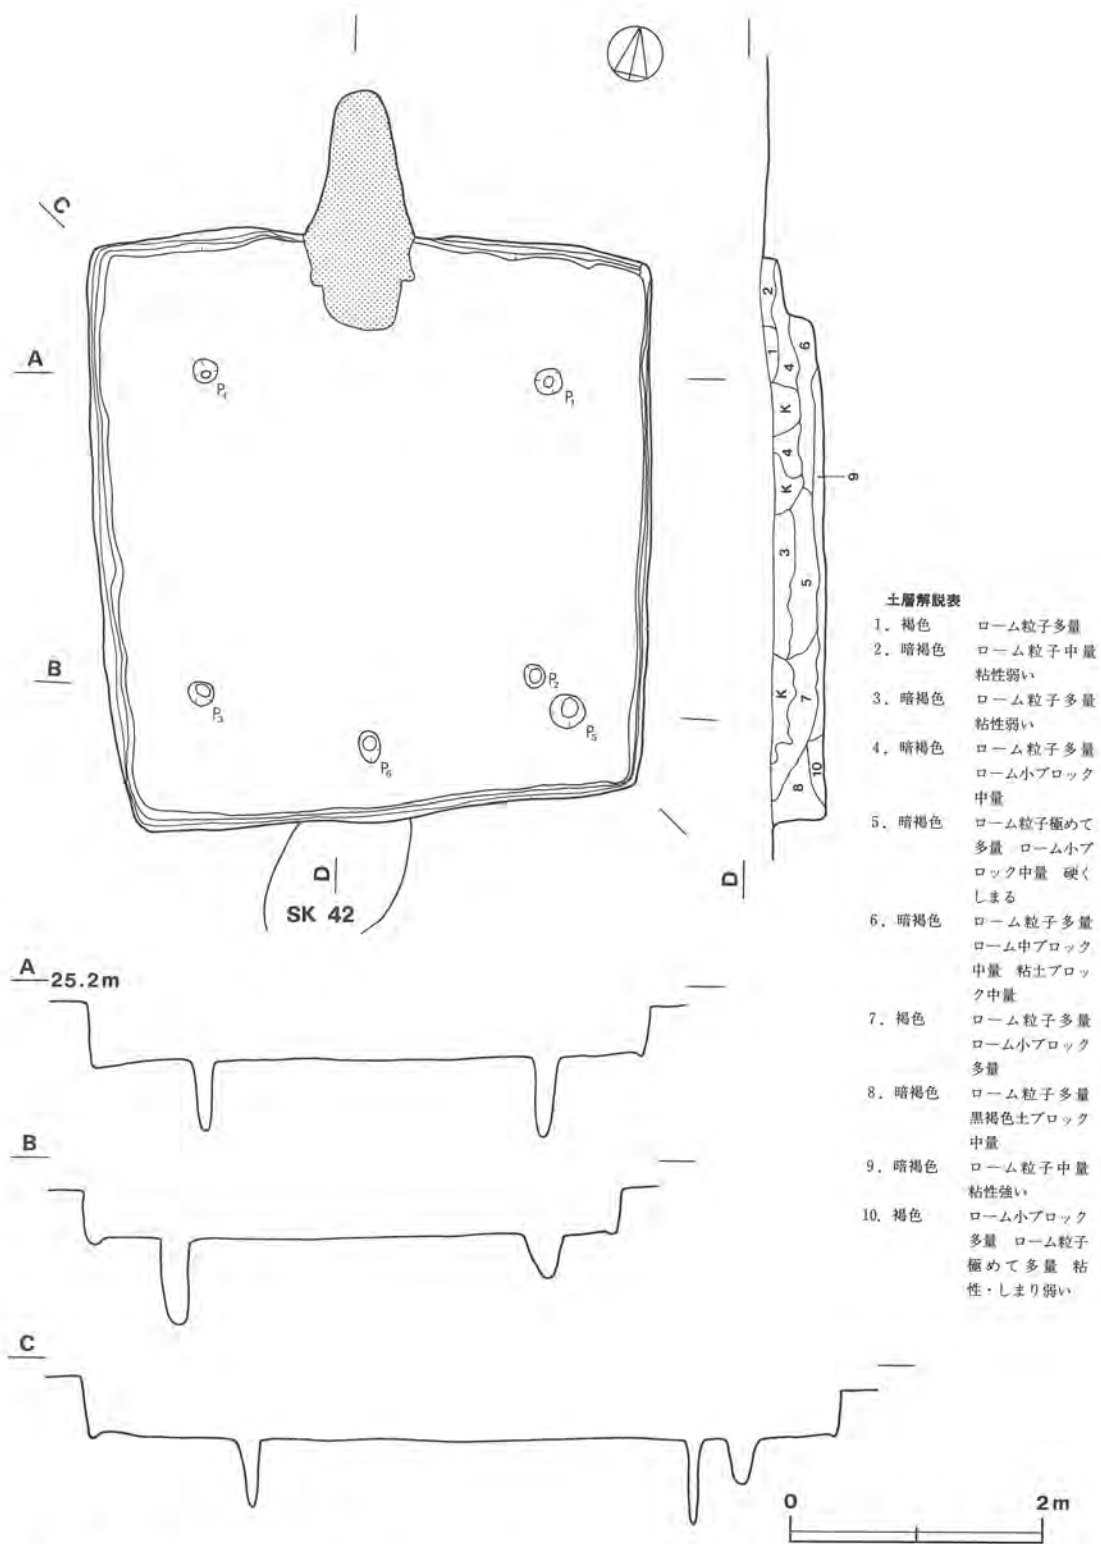 C
A
P₄
P₁
B
P₃
P₂
P₅
P₆
D
SK 42
2
1
6
4
K
4
K
9
3
5
K
7
10
8
D
土層解説表
1. 褐色 ローム粒子多量
2. 暗褐色 ローム粒子中量
粘性弱い
3. 暗褐色 ローム粒子多量
粘性弱い
4. 暗褐色 ローム粒子多量
ローム小ブロック
中量
5. 暗褐色 ローム粒子極めて
多量 ローム小ブ
ロック中量 硬く
しまる
6. 暗褐色 ローム粒子多量
ローム中ブロック
中量 粘土ブロッ
ク中量
7. 褐色 ローム粒子多量
ローム小ブロック
多量
8. 暗褐色 ローム粒子多量
黒褐色土ブロック
中量
9. 暗褐色 ローム粒子中量
粘性強い
10. 褐色 ローム小ブロック
多量 ローム粒子
極めて多量 粘
性・しまり弱い
A 25.2m
B
C
0 2m